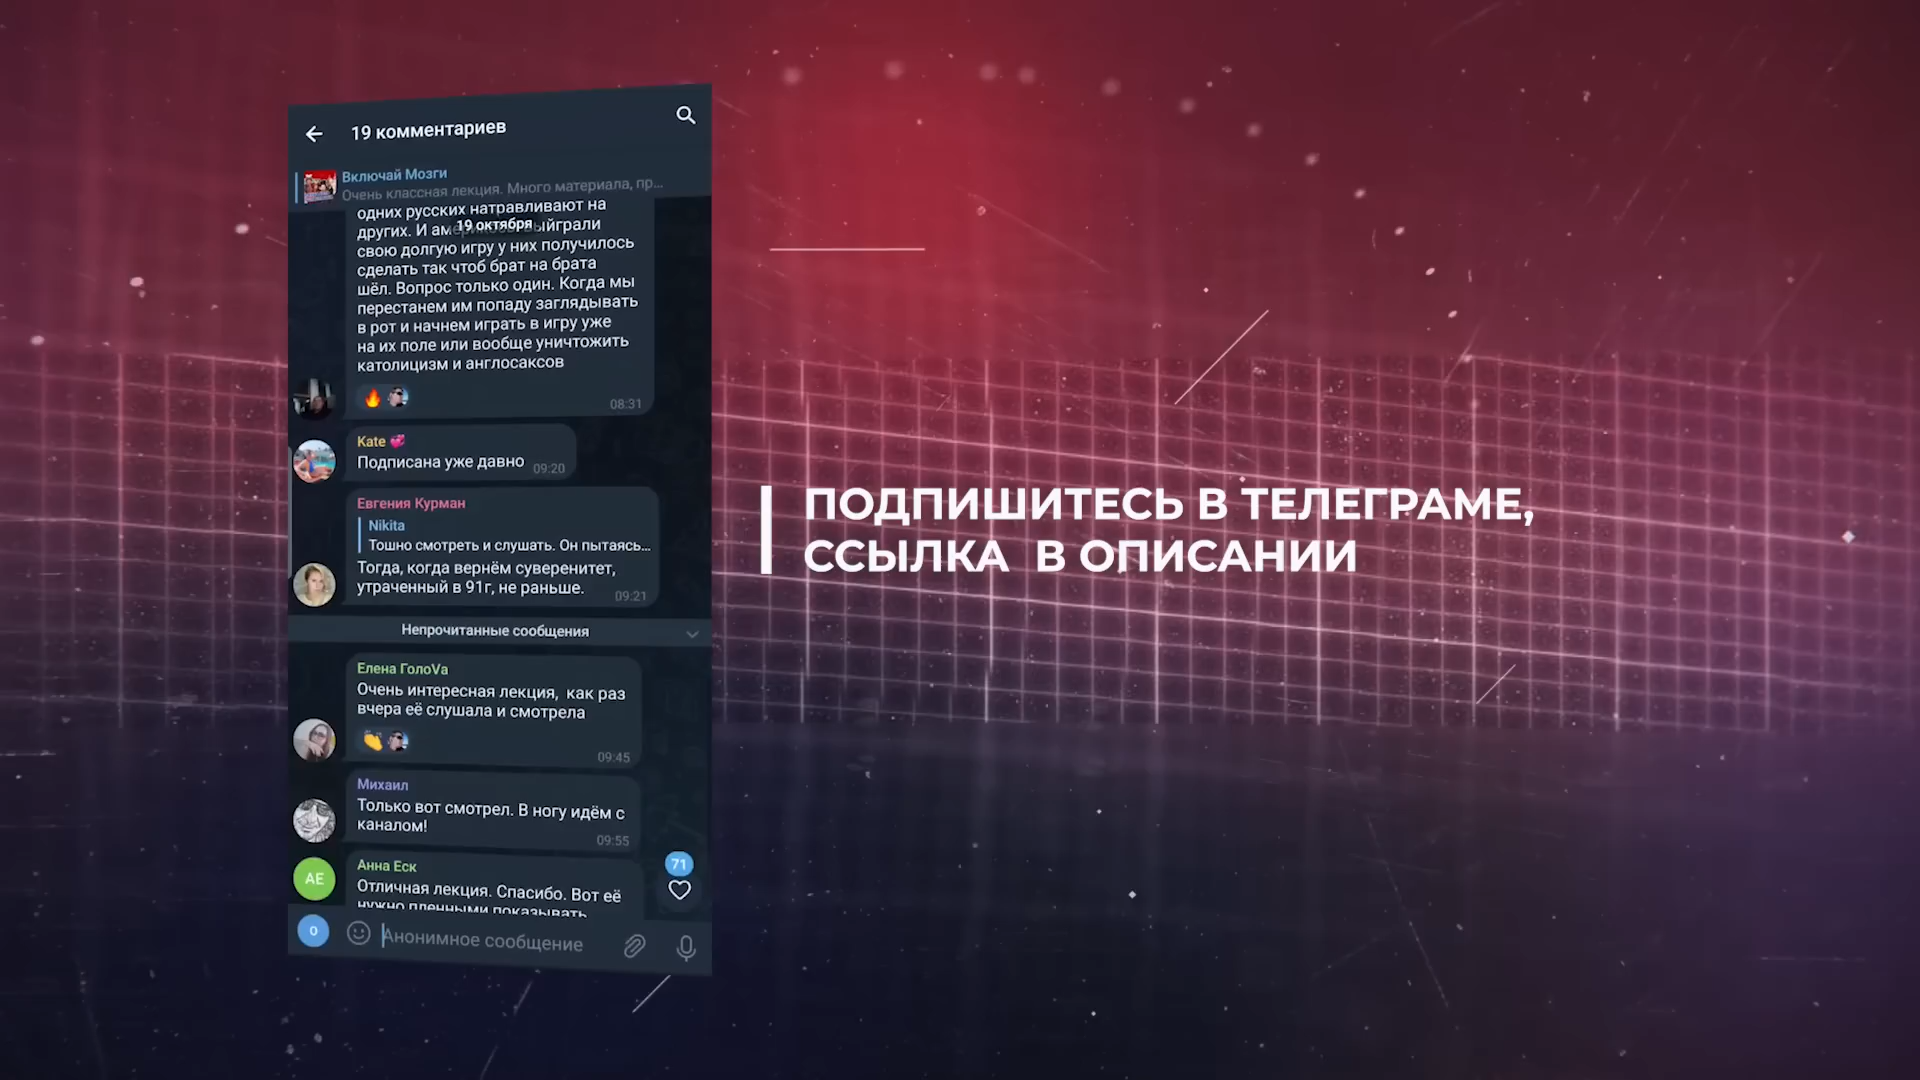 19 комментариев
Включай Мозги
Очень классная лекция. Много материала, пр...
одних русских натравливают на
19 октября
других. И ам выйграли
свою долгую игру у них получилось
сделать так чтоб брат на брата
шёл. Вопрос только один. Когда мы
перестанем им попаду заглядывать
в рот и начнем играть в игру уже
на их поле или вообще уничтожить
католицизм и англосаксов
08:31
Kate 💞
Подписана уже давно 09:20
Евгения Курман
Nikita
Тошно смотреть и слушать. Он пытаясь...
Тогда, когда вернём суверенитет,
утраченный в 91г, не раньше. 09:21
Непрочитанные сообщения
Елена ГолоVа
Очень интересная лекция, как раз
вчера её слушала и смотрела
09:45
Михаил
Только вот смотрел. В ногу идём с
каналом! 09:55
71
АЕ
Анна Еск
Отличная лекция. Спасибо. Вот её
нужно пленными показывать
О
Анонимное сообщение
ПОДПИШИТЕСЬ В ТЕЛЕГРАМЕ,
ССЫЛКА В ОПИСАНИИ